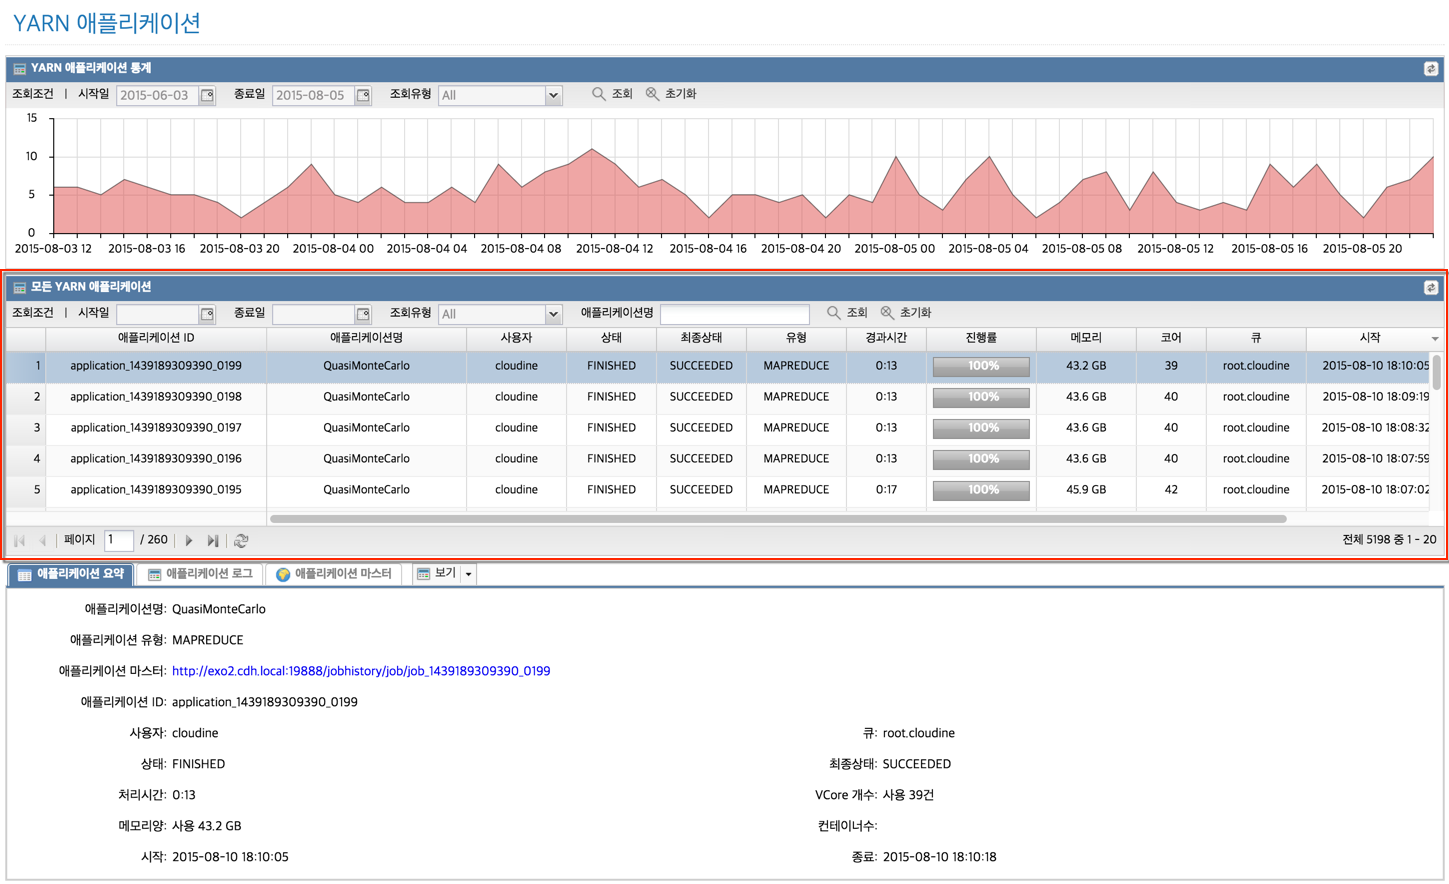 YARN 애플리케이션
YARN 애플리케이션 통계
조회조건 | 시작일 2015-06-03 종료일 2015-08-05 조회유형 All 조회 초기화
15
10
5
0
2015-08-03 12 2015-08-03 16 2015-08-03 20 2015-08-04 00 2015-08-04 04 2015-08-04 08 2015-08-04 12 2015-08-04 16 2015-08-04 20 2015-08-05 00 2015-08-05 04 2015-08-05 08 2015-08-05 12 2015-08-05 16 2015-08-05 20
모든 YARN 애플리케이션
조회조건 | 시작일 종료일 조회유형 All 애플리케이션명 조회 초기화
애플리케이션 ID 애플리케이션명 사용자 상태 최종상태 유형 경과시간 진행률 메모리 코어 큐 시작
1 application_1439189309390_0199 QuasiMonteCarlo cloudine FINISHED SUCCEEDED MAPREDUCE 0:13 100% 43.2 GB 39 root.cloudine 2015-08-10 18:10:05
2 application_1439189309390_0198 QuasiMonteCarlo cloudine FINISHED SUCCEEDED MAPREDUCE 0:13 100% 43.6 GB 40 root.cloudine 2015-08-10 18:09:19
3 application_1439189309390_0197 QuasiMonteCarlo cloudine FINISHED SUCCEEDED MAPREDUCE 0:13 100% 43.6 GB 40 root.cloudine 2015-08-10 18:08:32
4 application_1439189309390_0196 QuasiMonteCarlo cloudine FINISHED SUCCEEDED MAPREDUCE 0:13 100% 43.6 GB 40 root.cloudine 2015-08-10 18:07:59
5 application_1439189309390_0195 QuasiMonteCarlo cloudine FINISHED SUCCEEDED MAPREDUCE 0:17 100% 45.9 GB 42 root.cloudine 2015-08-10 18:07:02
페이지 1 / 260 전체 5198 중 1 - 20
애플리케이션 요약 애플리케이션 로그 애플리케이션 마스터 보기
애플리케이션명: QuasiMonteCarlo
애플리케이션 유형: MAPREDUCE
애플리케이션 마스터: http://exo2.cdh.local:19888/jobhistory/job/job_1439189309390_0199
애플리케이션 ID: application_1439189309390_0199
사용자: cloudine 큐: root.cloudine
상태: FINISHED 최종상태: SUCCEEDED
처리시간: 0:13 VCore 개수: 사용 39건
메모리양: 사용 43.2 GB 컨테이너수:
시작: 2015-08-10 18:10:05 종료: 2015-08-10 18:10:18